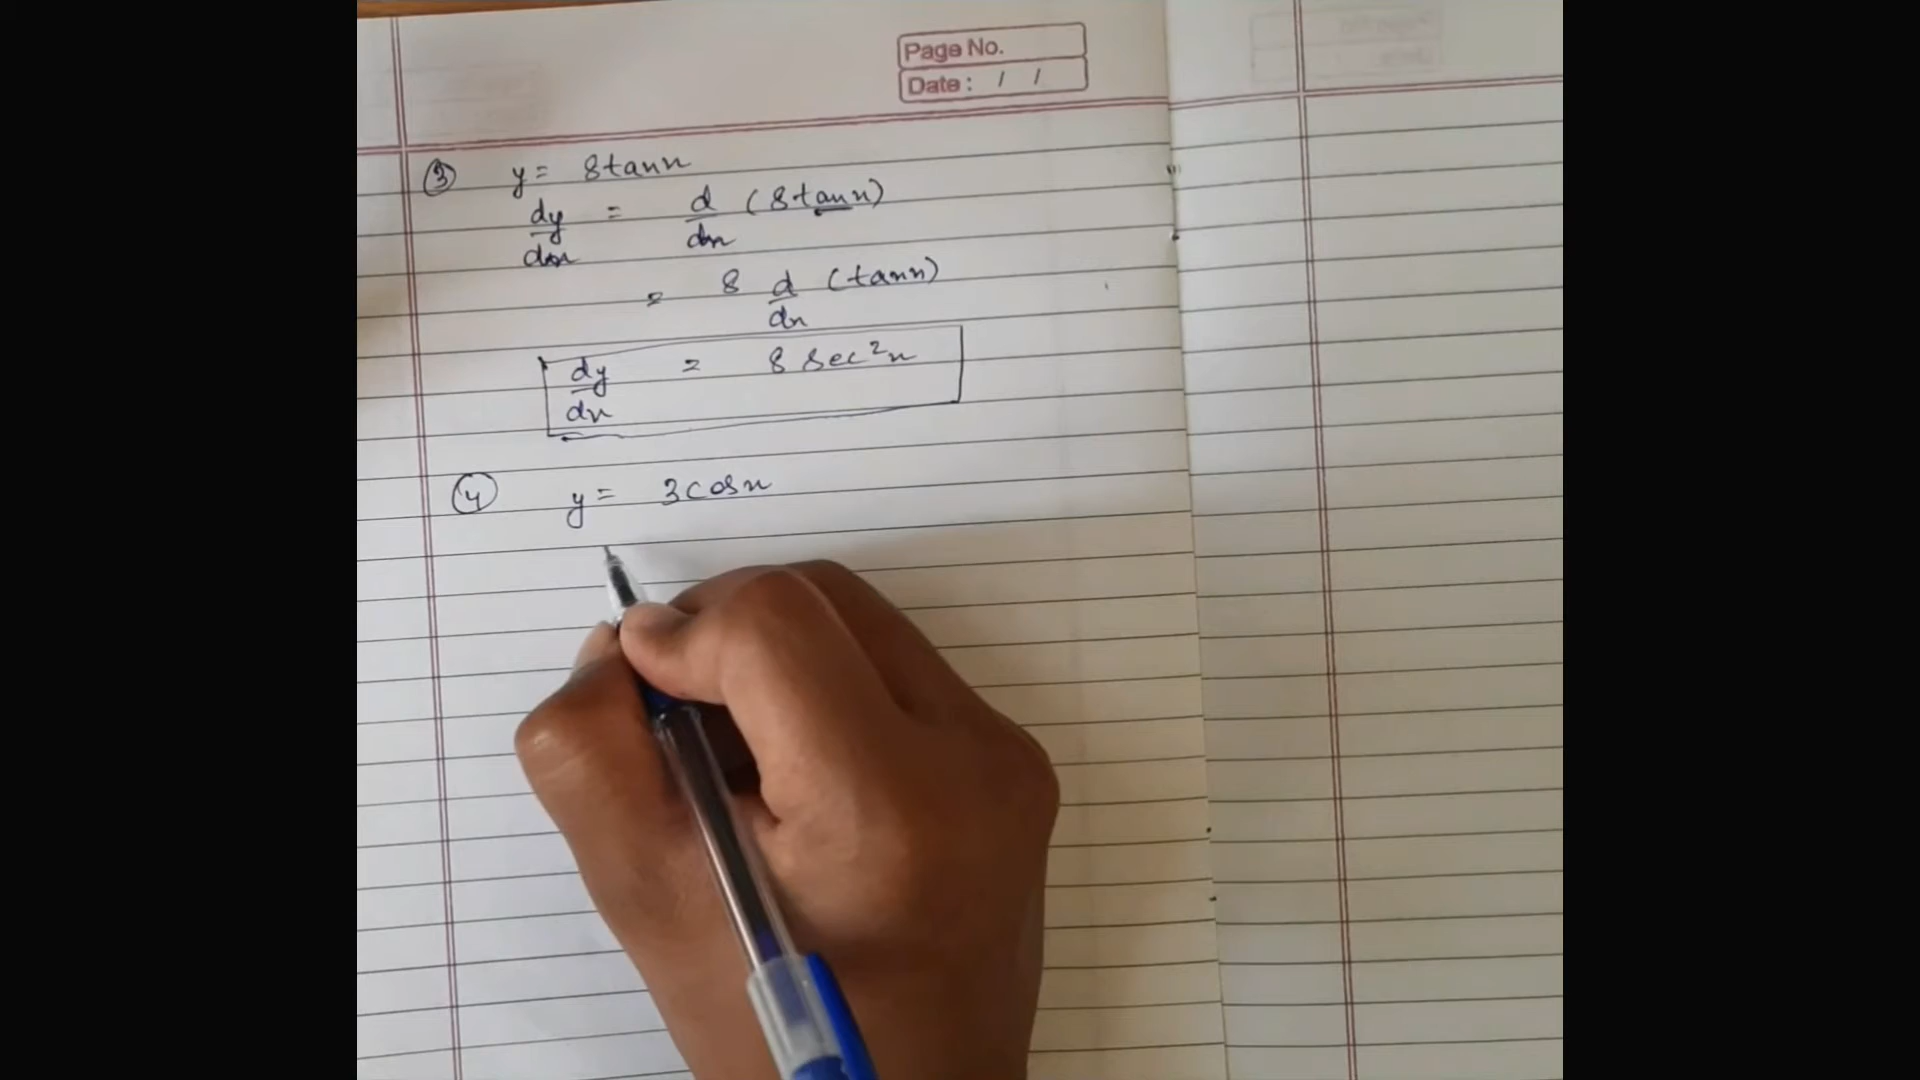 Page No.
Date : / /
③ y = 8tanx
dy/dx = d/dx (8tanx)
= 8 d/dx (tanx)
dy/dx = 8 sec²x
④ y = 3cosx